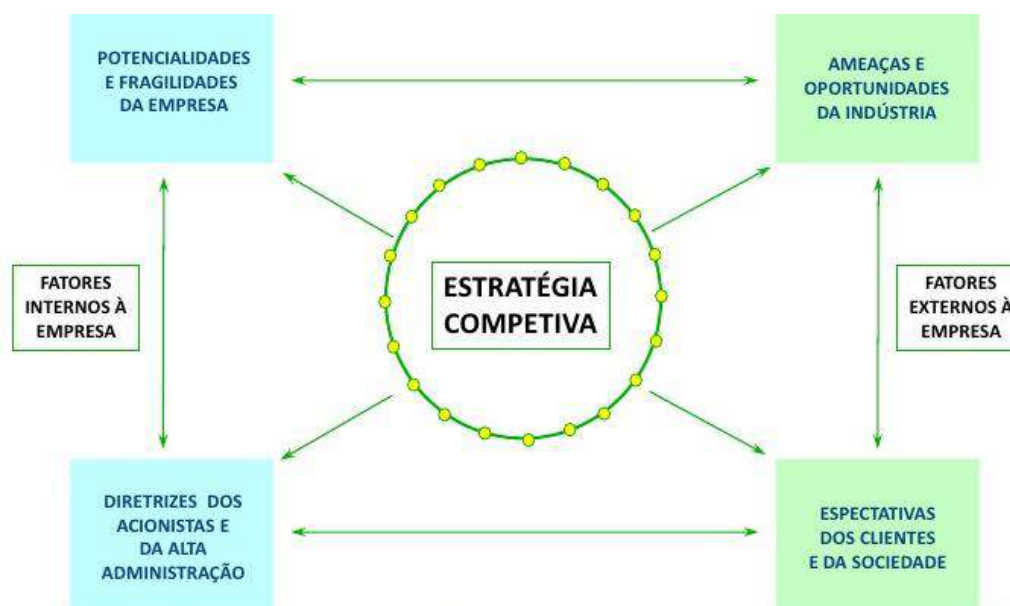 POTENCIALIDADES
E FRAGILIDADES
DA EMPRESA
AMEAÇAS E
OPORTUNIDADES
DA INDÚSTRIA
FATORES
INTERNOS À
EMPRESA
ESTRATÉGIA
COMPETIVA
FATORES
EXTERNOS À
EMPRESA
DIRETRIZES DOS
ACIONISTAS E
DA ALTA
ADMINISTRAÇÃO
ESPECTATIVAS
DOS CLIENTES
E DA SOCIEDADE